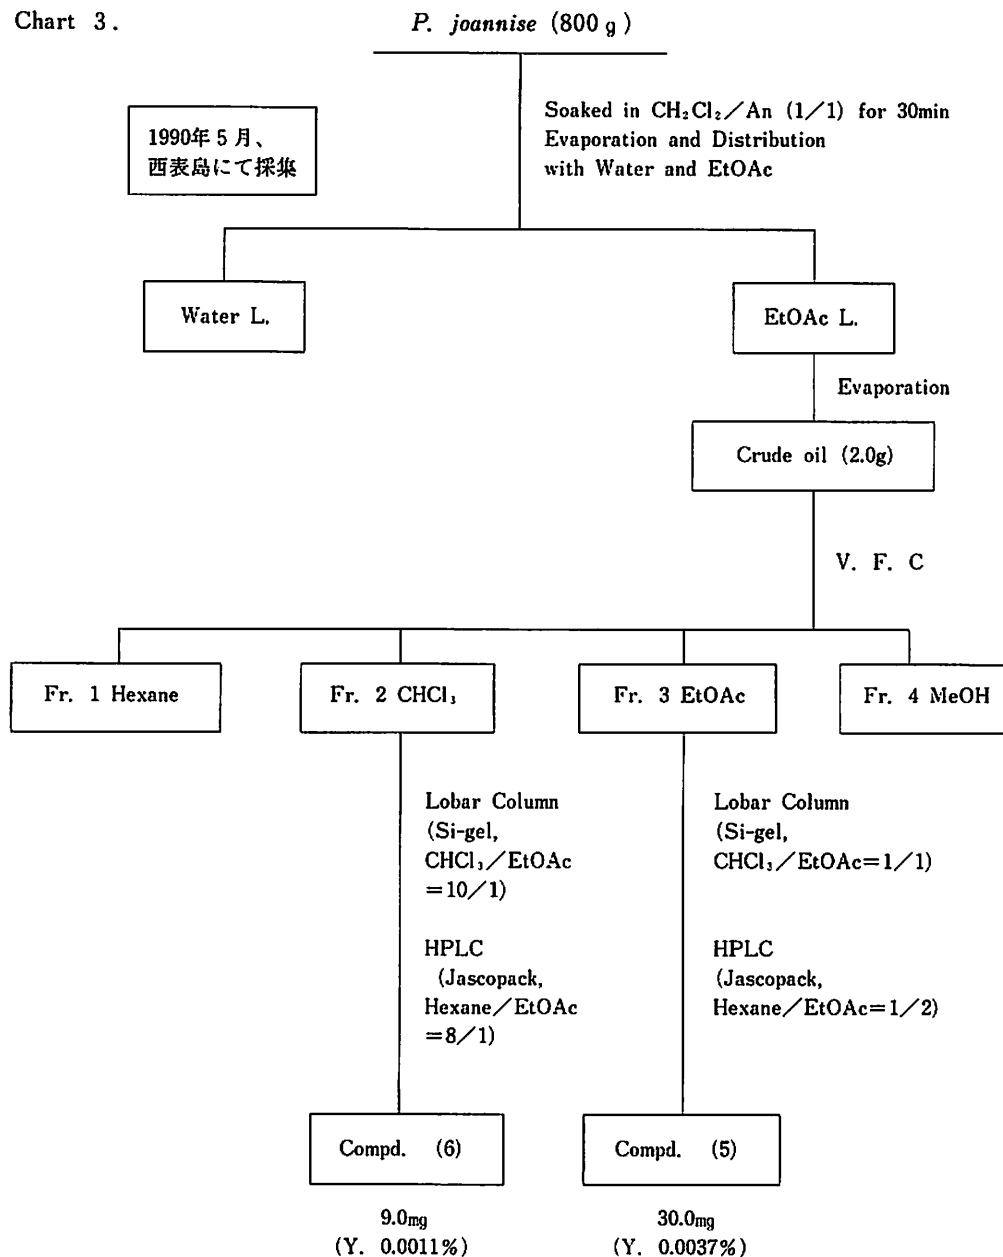 Chart 3.
P. joannise (800g)
1990年5月、
西表島にて採集
Soaked in CH₂Cl₂／An (1／1) for 30min
Evaporation and Distribution
with Water and EtOAc
Water L.
EtOAc L.
Evaporation
Crude oil (2.0g)
V. F. C
Fr. 1 Hexane
Fr. 2 CHCl₃
Fr. 3 EtOAc
Fr. 4 MeOH
Lobar Column
(Si-gel,
CHCl₃／EtOAc
＝10／1)
HPLC
(Jascopack,
Hexane／EtOAc
＝8／1)
Lobar Column
(Si-gel,
CHCl₃／EtOAc＝1／1)
HPLC
(Jascopack,
Hexane／EtOAc＝1／2)
Compd. (6)
9.0mg
(Y. 0.0011%)
Compd. (5)
30.0mg
(Y. 0.0037%)